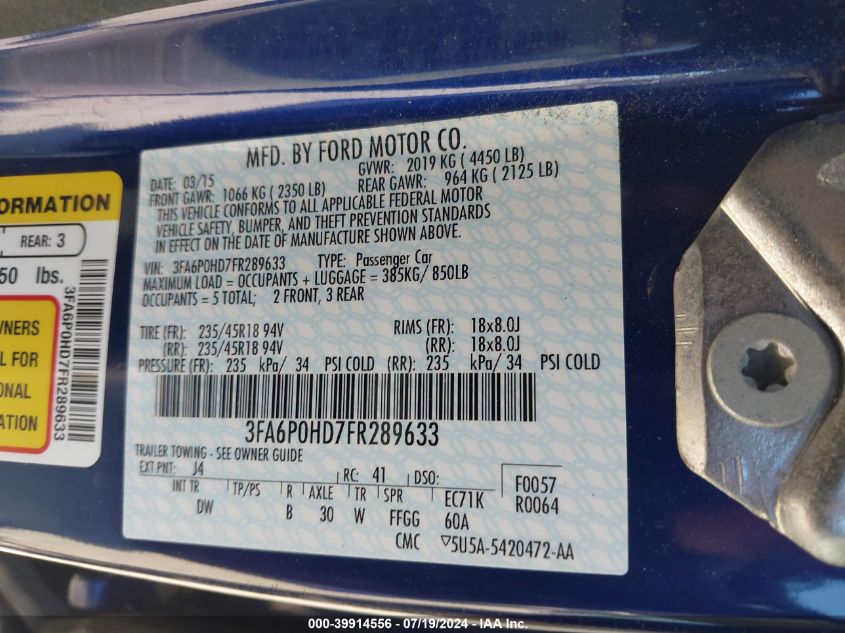 MFD. BY FORD MOTOR CO.
DATE: 03/15 GVWR: 2019 KG ( 4450 LB)
FRONT GAWR: 1066 KG ( 2350 LB) REAR GAWR: 964 KG ( 2125 LB)
THIS VEHICLE CONFORMS TO ALL APPLICABLE FEDERAL MOTOR
VEHICLE SAFETY, BUMPER, AND THEFT PREVENTION STANDARDS
IN EFFECT ON THE DATE OF MANUFACTURE SHOWN ABOVE.
VIN: 3FA6P0HD7FR289633 TYPE: Passenger Car
MAXIMUM LOAD = OCCUPANTS + LUGGAGE = 385KG/ 850LB
OCCUPANTS = 5 TOTAL; 2 FRONT, 3 REAR
TIRE (FR): 235/45R18 94V RIMS (FR): 18x8.0J
(RR): 235/45R18 94V (RR): 18x8.0J
PRESSURE (FR): 235 kPa/ 34 PSI COLD (RR): 235 kPa/ 34 PSI COLD
3FA6P0HD7FR289633
TRAILER TOWING - SEE OWNER GUIDE
EXT PNT: J4 RC: 41 DSO: F0057
INT TR TP/PS R AXLE TR SPR EC71K R0064
DW B 30 W FFGG 60A
CMC ▽5U5A-5420472-AA
FORMATION
REAR: 3
50 lbs.
WNERS
L FOR
ONAL
3FA6P0HD7FR289633
000-39914556 - 07/19/2024 - IAAI.com